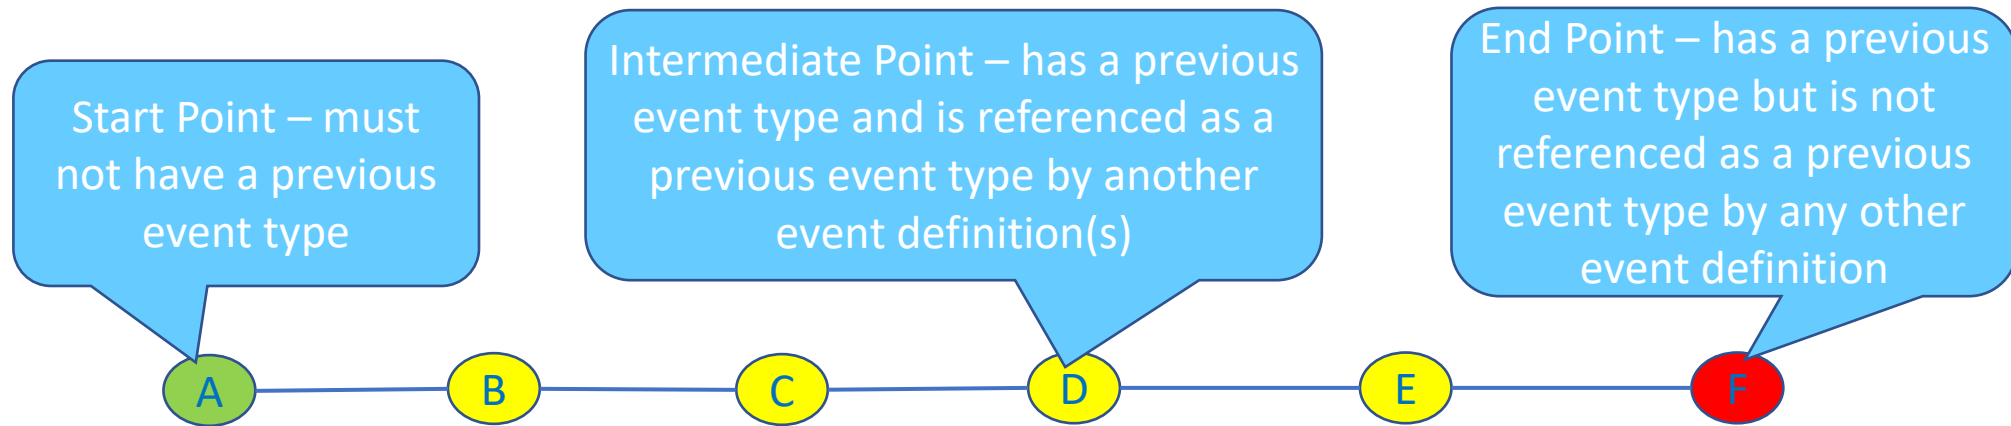 Start Point – must
not have a previous
event type
Intermediate Point – has a previous
event type and is referenced as a
previous event type by another
event definition(s)
End Point – has a previous
event type but is not
referenced as a previous
event type by any other
event definition
A
B
C
D
E
F